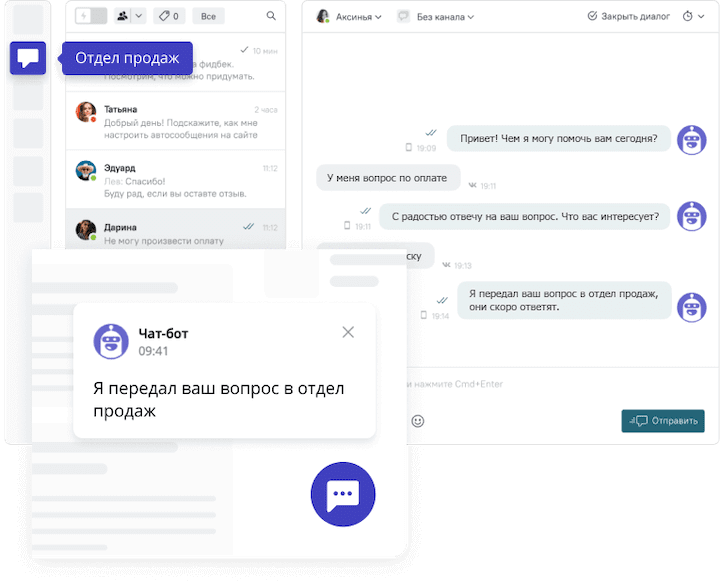 0
Все
Аксинья
Без канала
Закрыть диалог
Отдел продаж
10 мин
фидбек.
Посмотрим, что можно придумать.
Татьяна
2 часа
Добрый день! Подскажите, как мне
настроить автосообщения на сайте
Эдуард
11:12
Лев: Спасибо!
Буду рад, если вы оставте отзыв.
Дарина
11:12
Не могу произвести оплату
Привет! Чем я могу помочь вам сегодня?
19:09
У меня вопрос по оплате
19:11
С радостью отвечу на ваш вопрос. Что вас интересует?
19:11
ску
19:13
Я передал ваш вопрос в отдел продаж,
они скоро ответят.
19:14
и нажмите Cmd+Enter
Отправить
Чат-бот
09:41
Я передал ваш вопрос в отдел
продаж